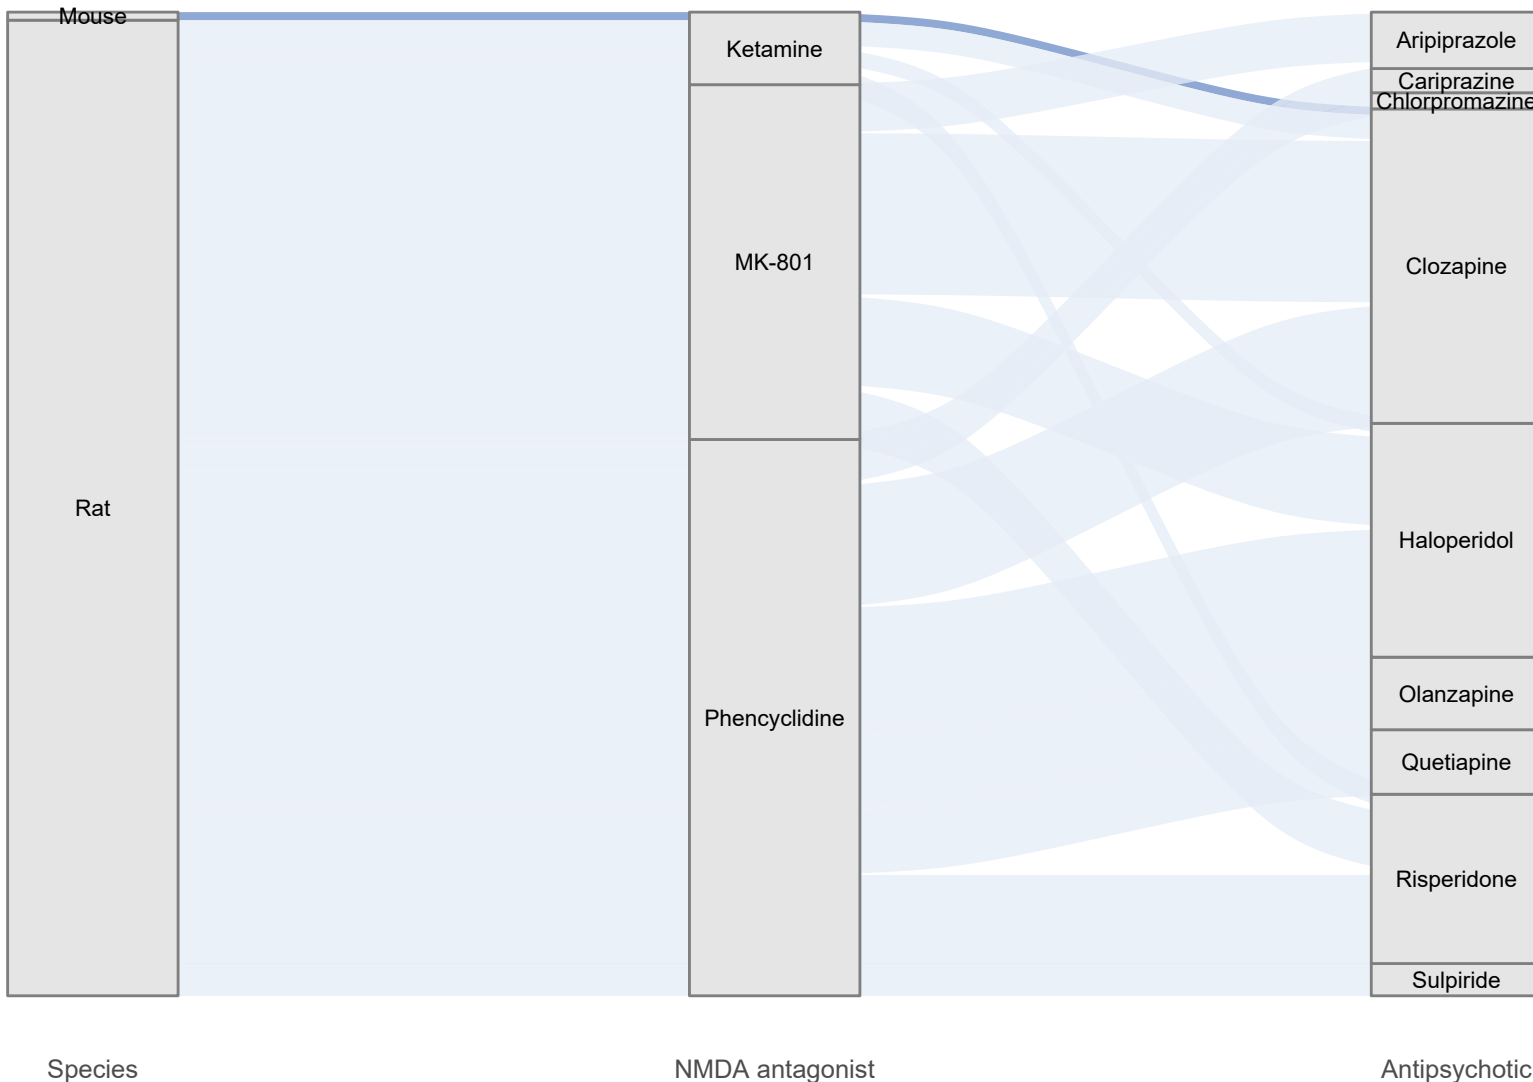 Mouse
Rat
Ketamine
MK-801
Phencyclidine
Aripiprazole
Cariprazine
Chlorpromazine
Clozapine
Haloperidol
Olanzapine
Quetiapine
Risperidone
Sulpiride
Species
NMDA antagonist
Antipsychotic